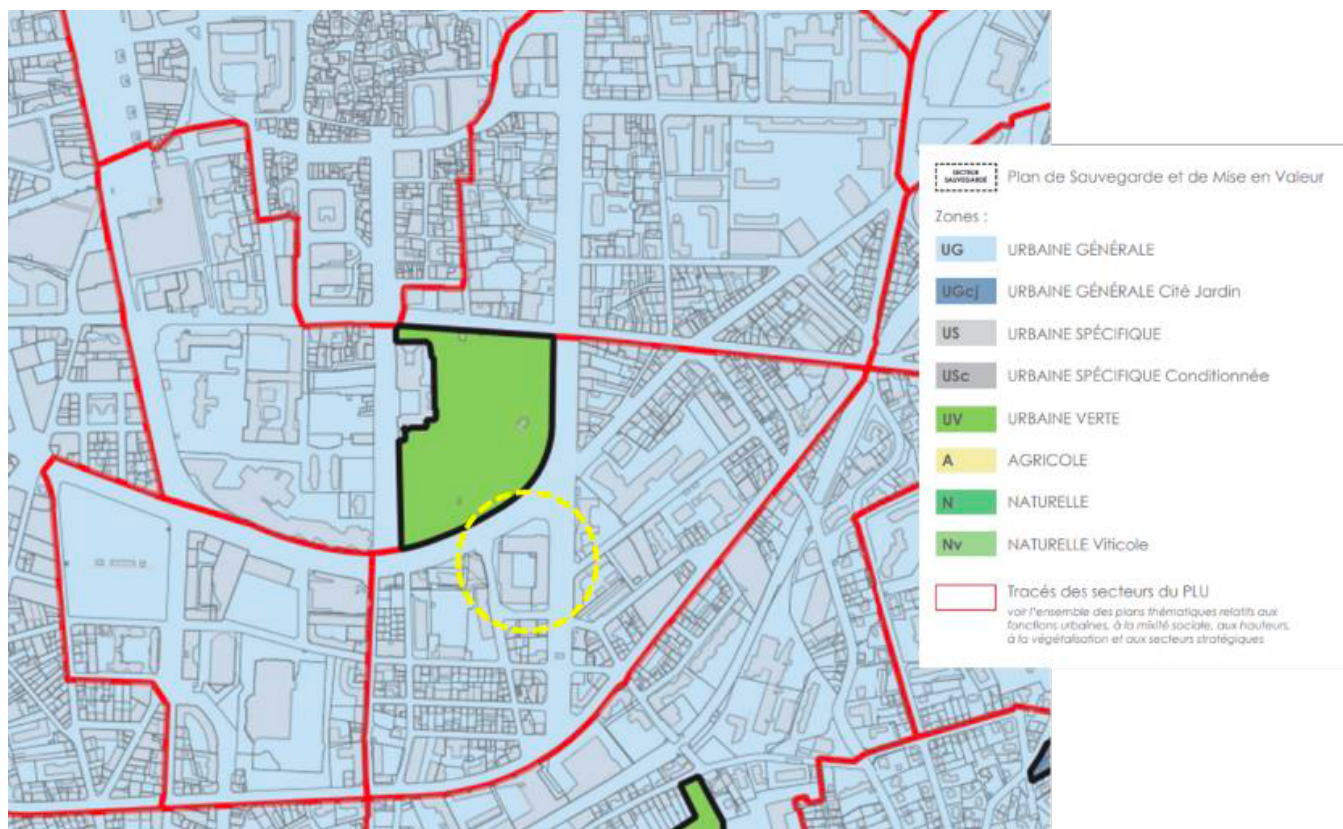 SECTEUR
SAUVEGARDE
Plan de Sauvegarde et de Mise en Valeur
Zones :
UG URBAINE GÉNÉRALE
UGcj URBAINE GÉNÉRALE Cité Jardin
US URBAINE SPÉCIFIQUE
USc URBAINE SPÉCIFIQUE Conditionnée
UV URBAINE VERTE
A AGRICOLE
N NATURELLE
Nv NATURELLE Viticole
Tracés des secteurs du PLU
voir l'ensemble des plans thématiques relatifs aux
fonctions urbaines, à la mixité sociale, aux hauteurs,
à la végétalisation et aux secteurs stratégiques